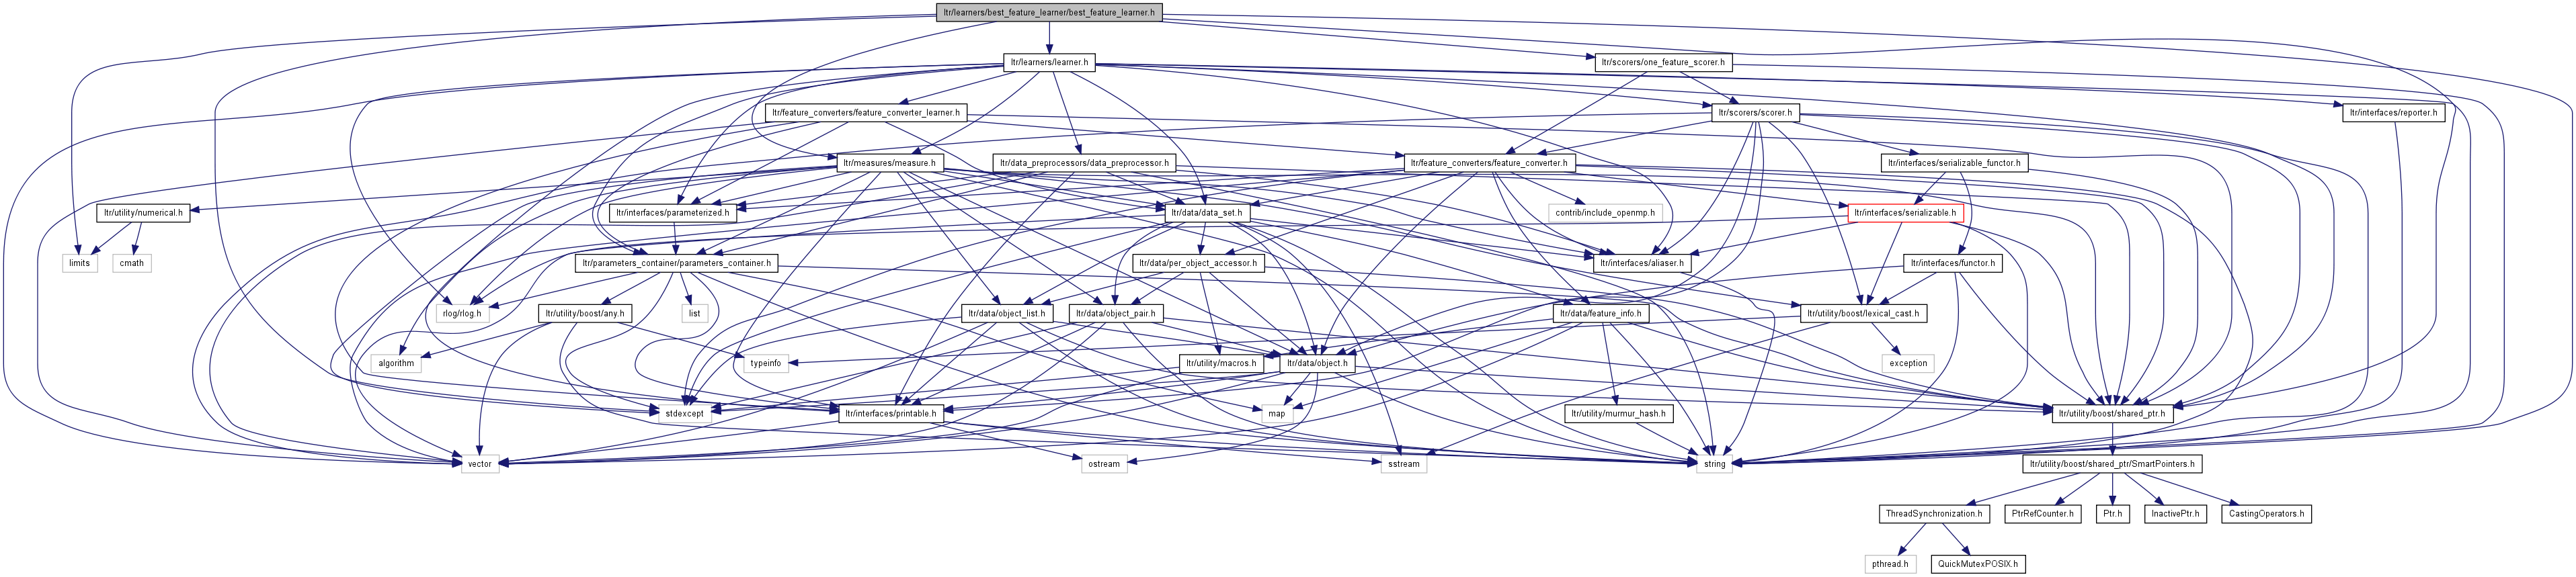 ltr/learners/best_feature_learner/best_feature_learner.h
ltr/learners/learner.h
ltr/scorers/one_feature_scorer.h
ltr/feature_converters/feature_converter_learner.h
ltr/scorers/scorer.h
ltr/interfaces/reporter.h
ltr/measures/measure.h
ltr/data_preprocessors/data_preprocessor.h
ltr/feature_converters/feature_converter.h
ltr/interfaces/serializable_functor.h
ltr/utility/numerical.h
ltr/interfaces/parameterized.h
ltr/data/data_set.h
contrib/include_openmp.h
ltr/interfaces/serializable.h
limits
cmath
ltr/parameters_container/parameters_container.h
ltr/data/per_object_accessor.h
ltr/interfaces/aliaser.h
ltr/interfaces/functor.h
rlog/rlog.h
ltr/utility/boost/any.h
list
ltr/data/object_list.h
ltr/data/object_pair.h
ltr/data/feature_info.h
ltr/utility/boost/lexical_cast.h
algorithm
typeinfo
ltr/utility/macros.h
ltr/data/object.h
exception
stdexcept
ltr/interfaces/printable.h
map
ltr/utility/murmur_hash.h
ltr/utility/boost/shared_ptr.h
vector
ostream
sstream
string
ltr/utility/boost/shared_ptr/SmartPointers.h
ThreadSynchronization.h
PtrRefCounter.h
Ptr.h
InactivePtr.h
CastingOperators.h
pthread.h
QuickMutexPOSIX.h